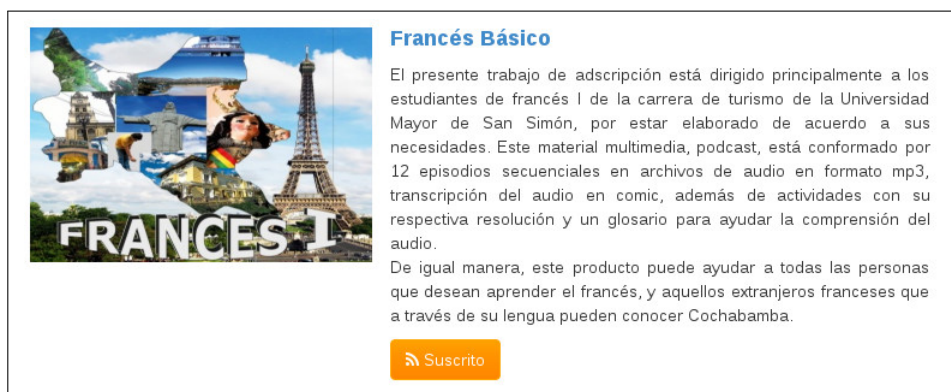 Francés Básico
El presente trabajo de adscripción está dirigido principalmente a los
estudiantes de francés I de la carrera de turismo de la Universidad
Mayor de San Simón, por estar elaborado de acuerdo a sus
necesidades. Este material multimedia, podcast, está conformado por
12 episodios secuenciales en archivos de audio en formato mp3,
transcripción del audio en comic, además de actividades con su
respectiva resolución y un glosario para ayudar la comprensión del
audio.
De igual manera, este producto puede ayudar a todas las personas
que desean aprender el francés, y aquellos extranjeros franceses que
a través de su lengua pueden conocer Cochabamba.
FRANCES I
Suscrito